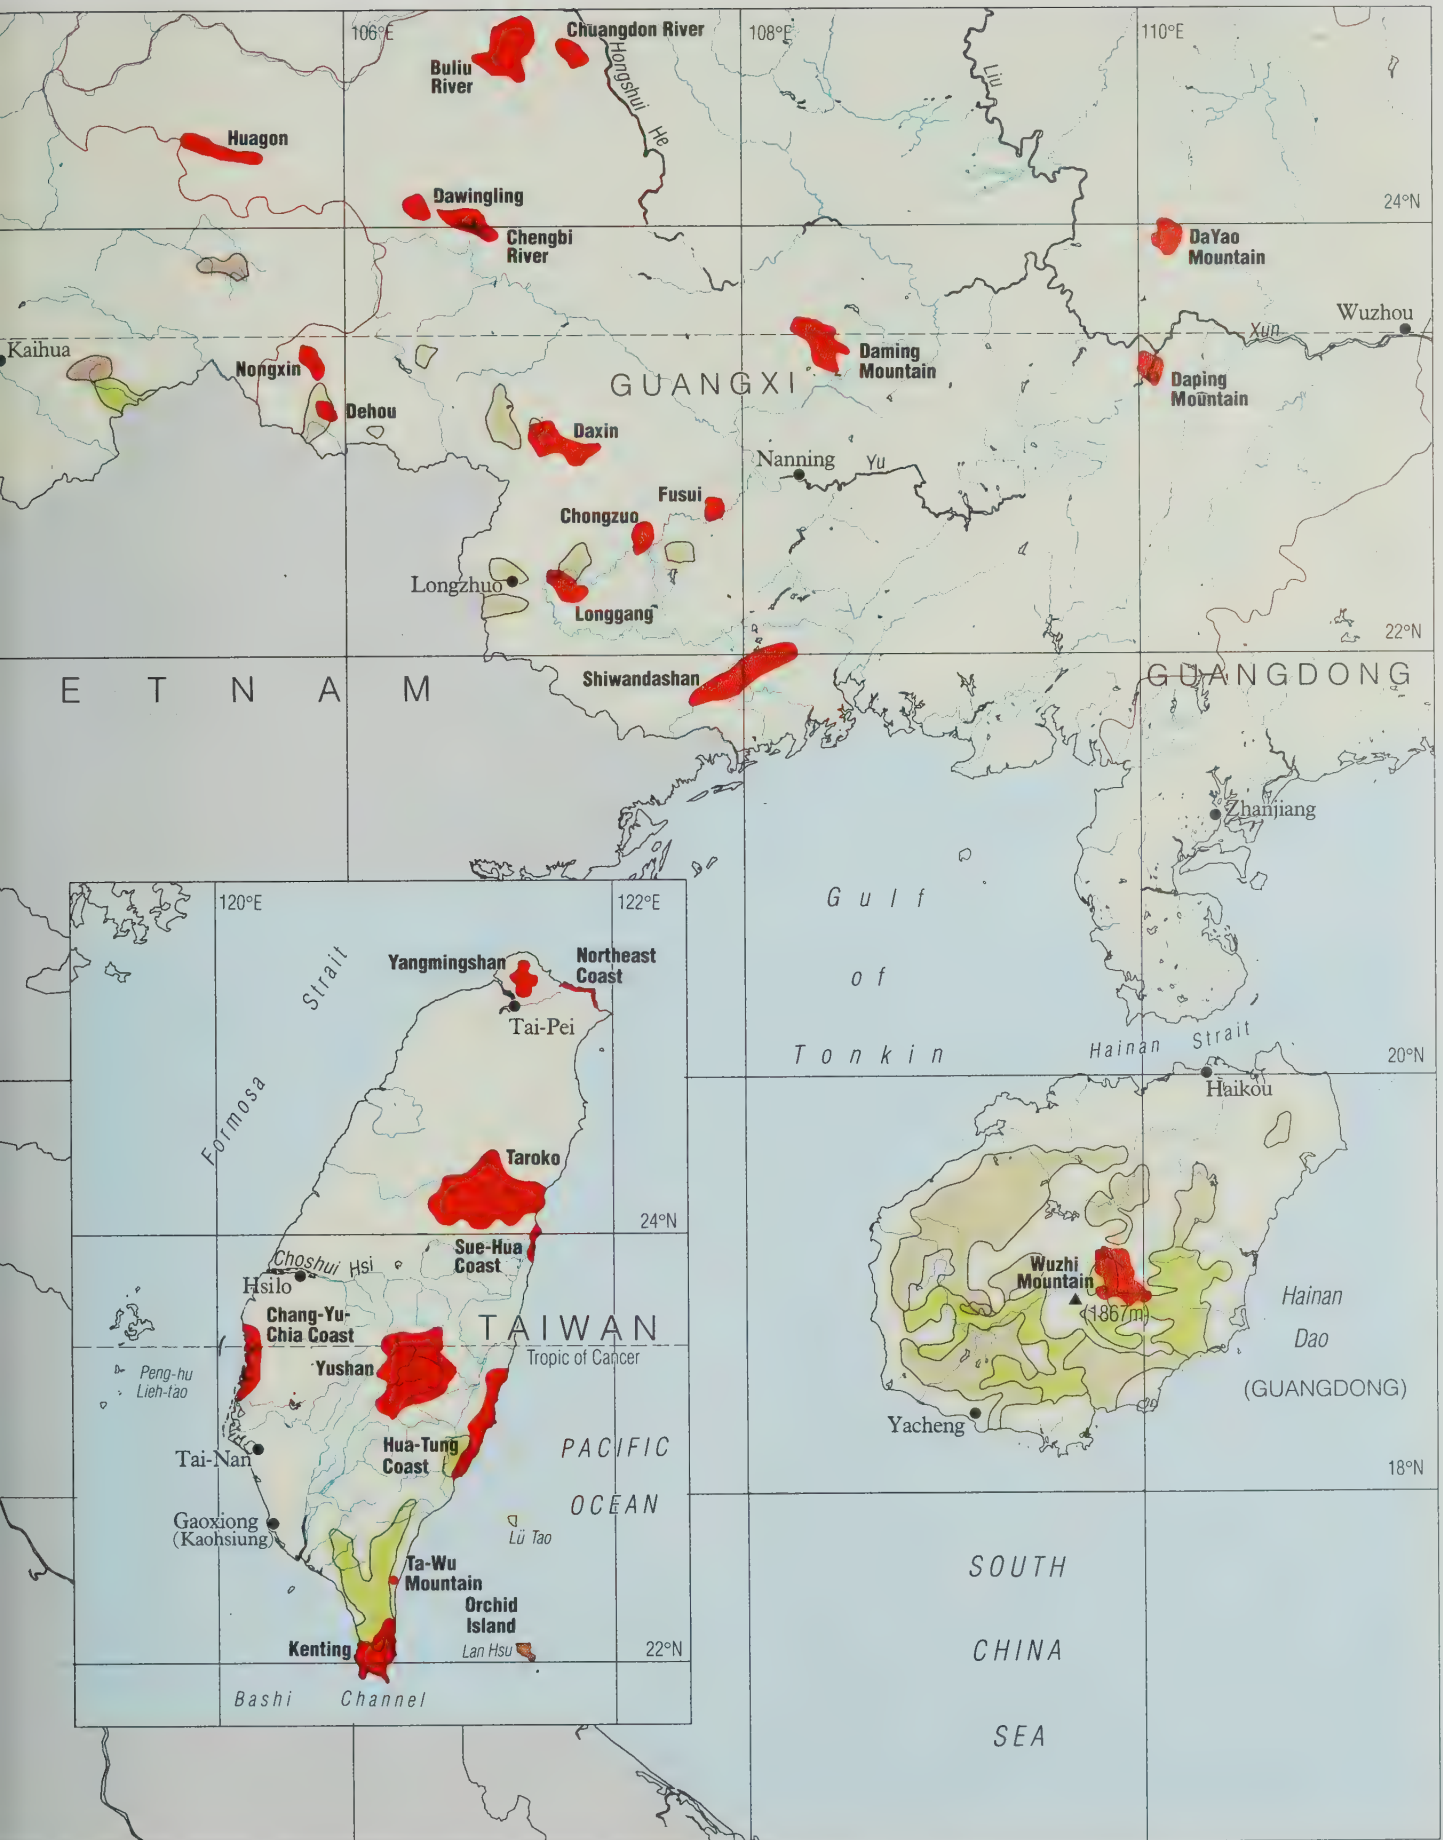 106°E
Chuangdon River
108°E
110°E
Buliu
River
Hongshui
He
Liu
Huagon
Dawingling
24°N
Chengbi
River
DaYao
Mountain
Wuzhou
Xun
Kaihua
Nongxin
GUANGXI
Daming
Mountain
Daping
Mountain
Dehou
Daxin
Nanning
Yu
Fusui
Chongzuo
Longzhuo
Longgang
22°N
Shiwandashan
GUANGDONG
E T N A M
Zhanjiang
Gulf
of
Tonkin
Hainan Strait
20°N
Haikou
Wuzhi
Mountain
(1867m)
Hainan
Dao
(GUANGDONG)
Yacheng
18°N
SOUTH
CHINA
SEA
120°E
122°E
Formosa Strait
Yangmingshan
Northeast
Coast
Tai-Pei
Taroko
24°N
Sue-Hua
Coast
Choshui Hsi
Hsilo
Chang-Yu-
Chia Coast
TAIWAN
Tropic of Cancer
Yushan
Peng-hu
Lieh-tao
Hua-Tung
Coast
PACIFIC
OCEAN
Tai-Nan
Gaoxiong
(Kaohsiung)
Lü Tao
Ta-Wu
Mountain
Orchid
Island
Lan Hsu
Kenting
22°N
Bashi Channel